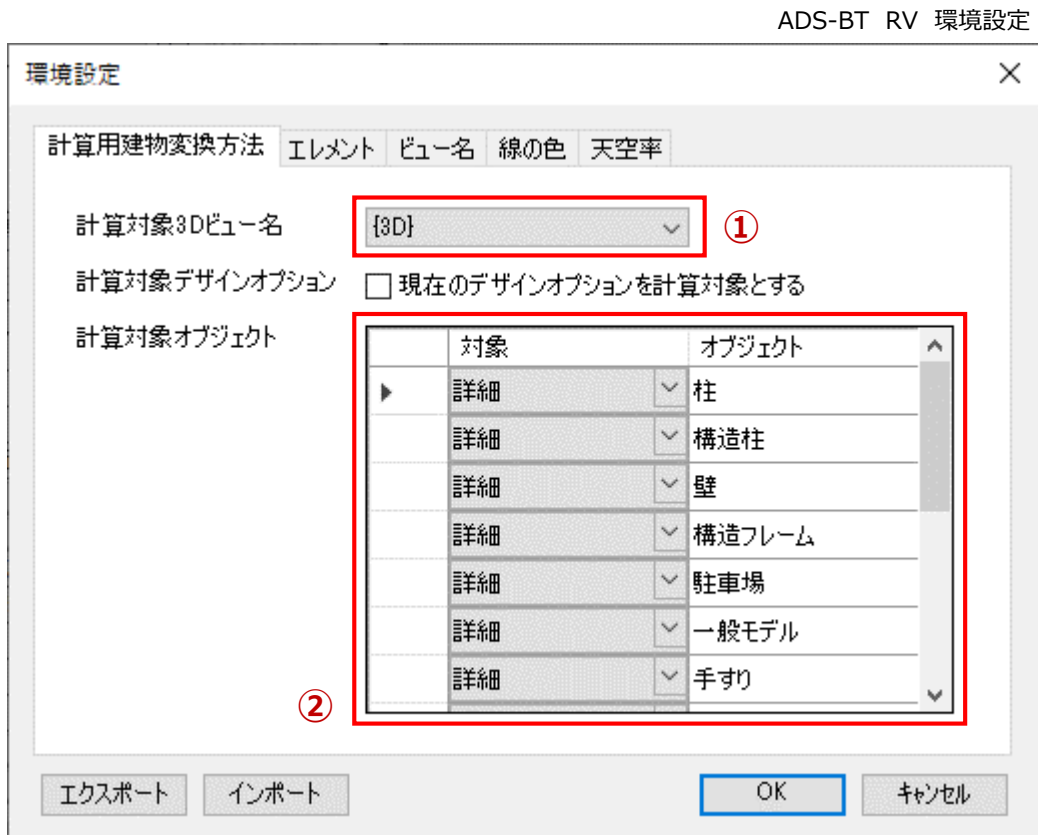 ADS-BT RV 環境設定
環境設定
計算用建物変換方法 エレメント ビュー名 線の色 天空率
計算対象3Dビュー名 {3D} ①
計算対象デザインオプション 現在のデザインオプションを計算対象とする
計算対象オブジェクト
対象 オブジェクト
詳細 柱
詳細 構造柱
詳細 壁
詳細 構造フレーム
詳細 駐車場
詳細 一般モデル
詳細 手すり
②
エクスポート インポート OK キャンセル